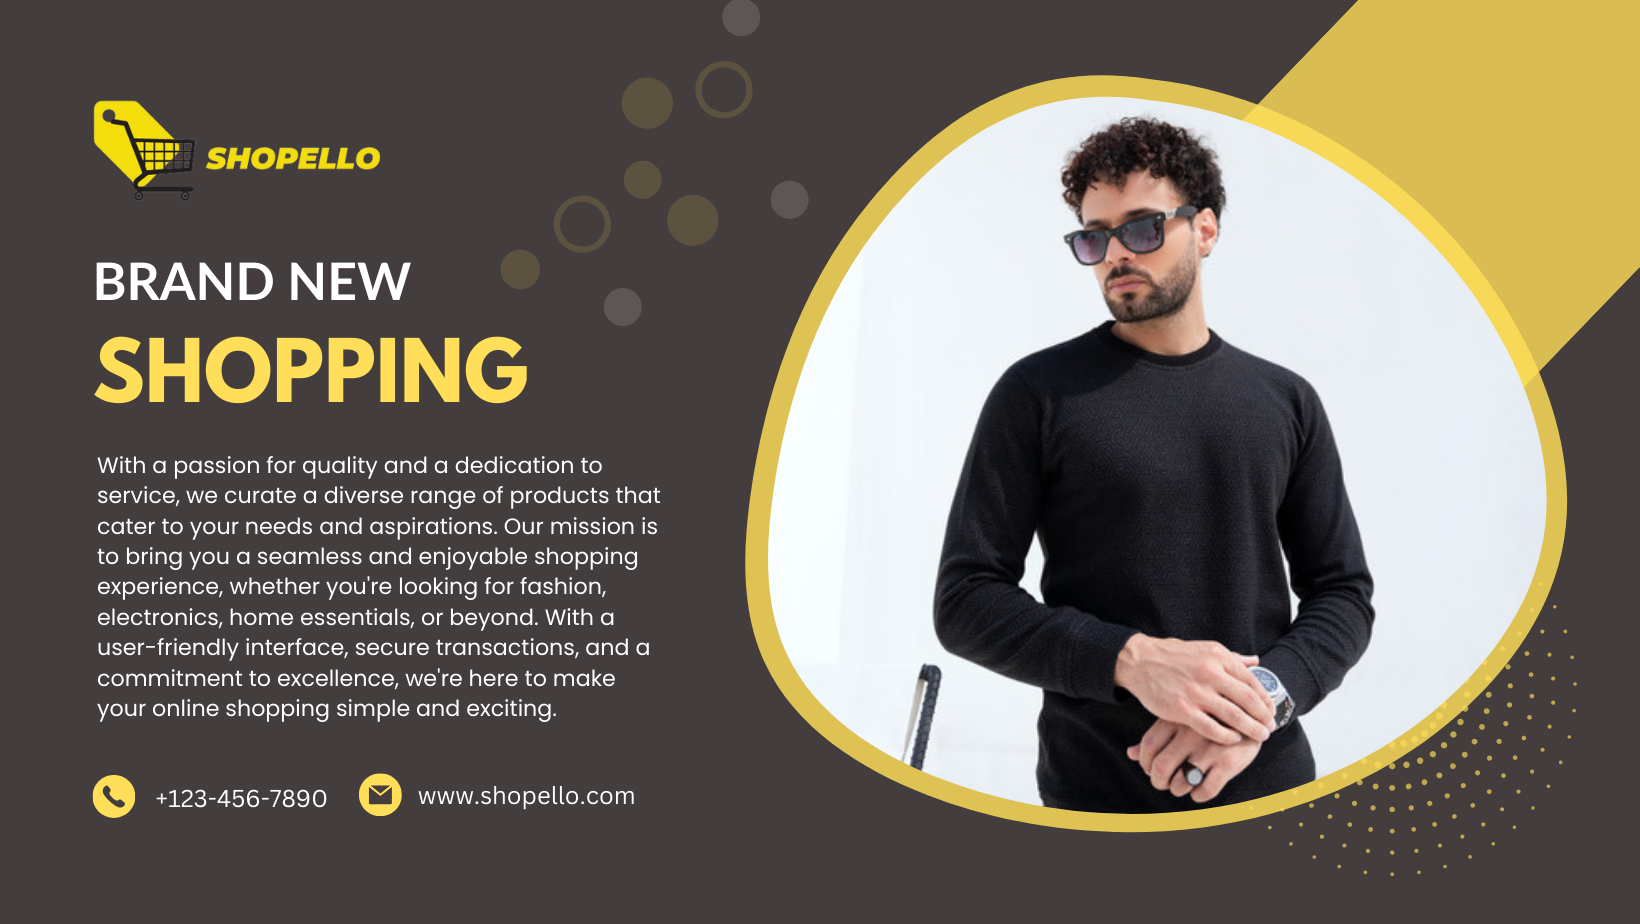 SHOPELLO
BRAND NEW
SHOPPING
With a passion for quality and a dedication to
service, we curate a diverse range of products that
cater to your needs and aspirations. Our mission is
to bring you a seamless and enjoyable shopping
experience, whether you're looking for fashion,
electronics, home essentials, or beyond. With a
user-friendly interface, secure transactions, and a
commitment to excellence, we're here to make
your online shopping simple and exciting.
+123-456-7890
www.shopello.com